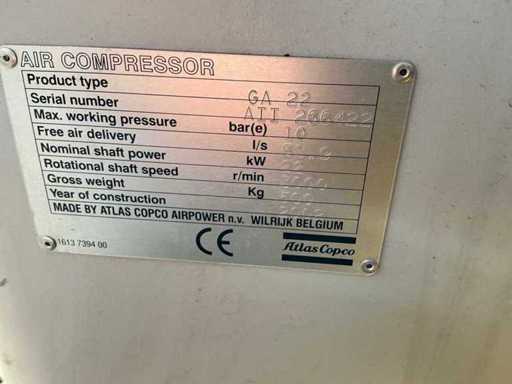 AIR COMPRESSOR
Product type GA 22
Serial number
Max. working pressure bar(e) 10
Free air delivery l/s
Nominal shaft power kW 22
Rotational shaft speed r/min
Gross weight Kg
Year of construction
MADE BY ATLAS COPCO AIRPOWER n.v. WILRIJK BELGIUM
1613 7394 00
CE
Atlas Copco